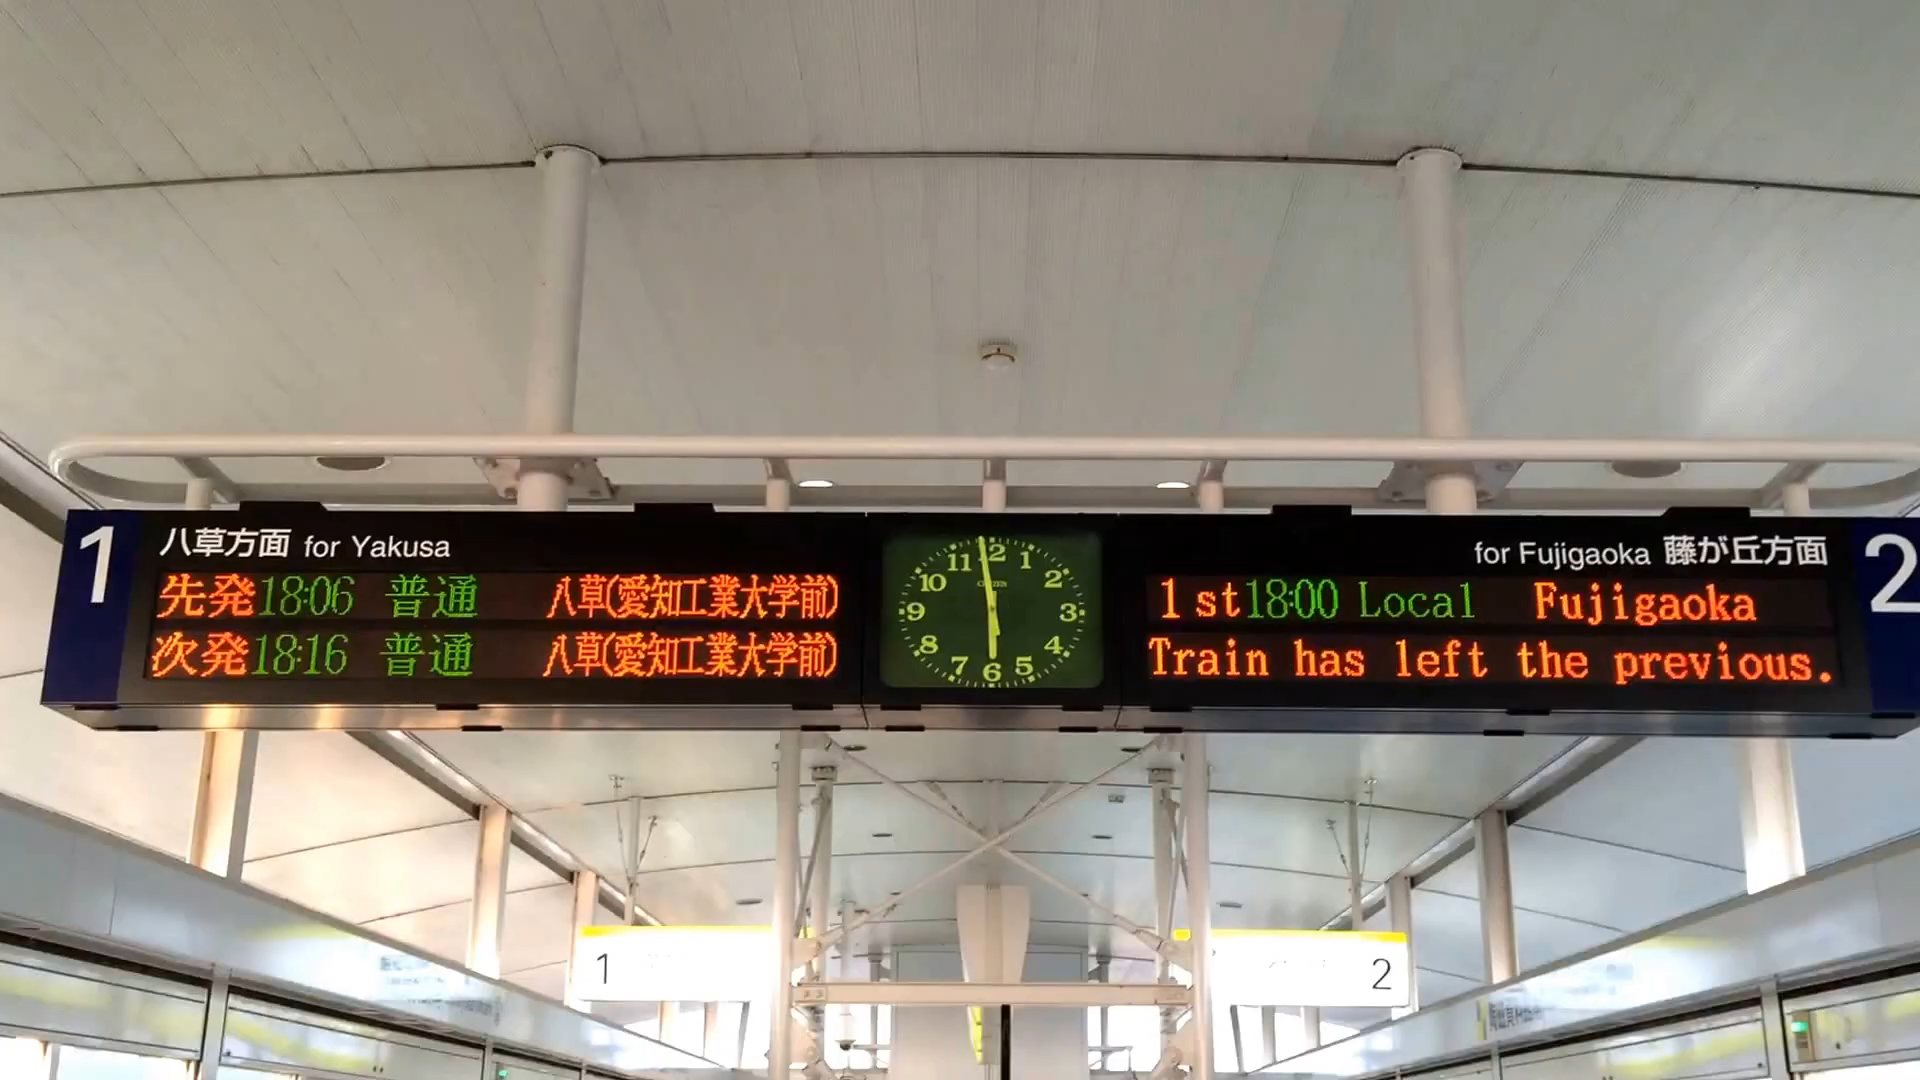 1
八草方面 for Yakusa
先発18:06 普通 八草(愛知工業大学前)
次発18:16 普通 八草(愛知工業大学前)
11 12 1
10 2
CITIZEN
9 3
8 4
7 6 5
for Fujigaoka 藤が丘方面
2
1st18:00 Local Fujigaoka
Train has left the previous.
1
2